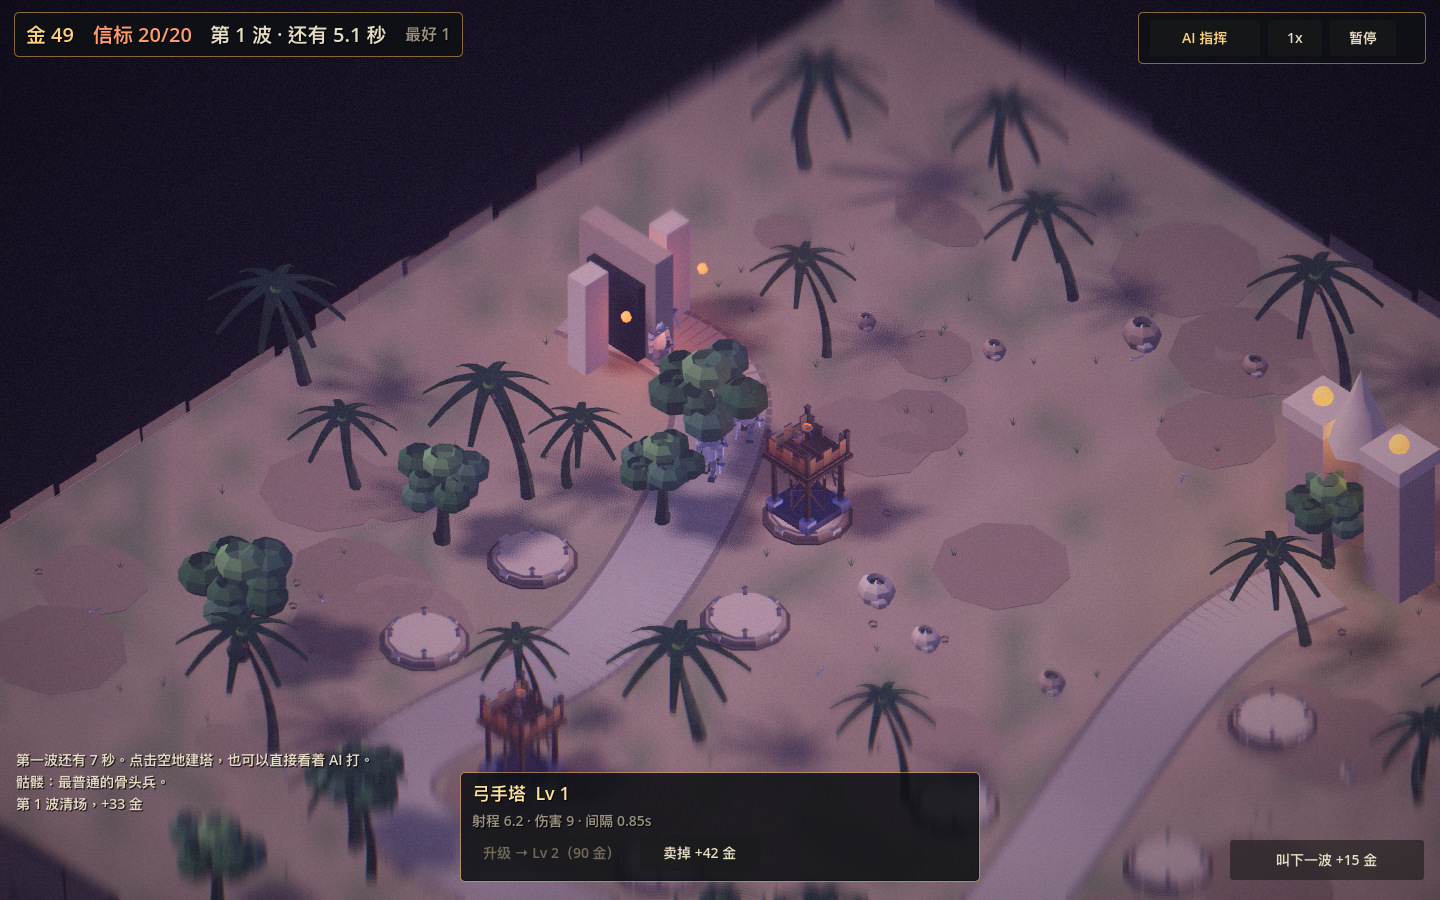 金 49 信标 20/20 第 1 波 · 还有 5.1 秒 最好 1
AI 指挥 1x 暂停
第一波还有 7 秒。点击空地建塔，也可以直接看着 AI 打。
骷髅：最普通的骨头兵。
第 1 波清场，+33 金
弓手塔 Lv 1
射程 6.2 · 伤害 9 · 间隔 0.85s
升级 → Lv 2（90 金） 卖掉 +42 金
叫下一波 +15 金